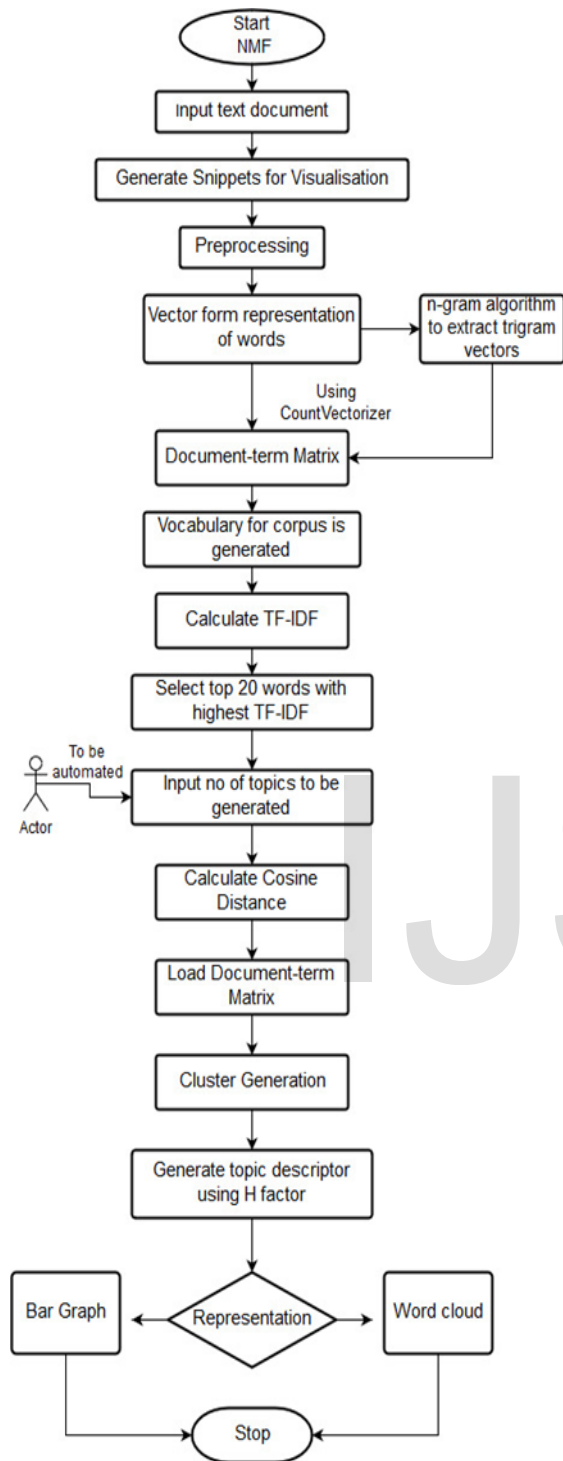 Start
NMF
Input text document
Generate Snippets for Visualisation
Preprocessing
Vector form representation
of words
n-gram algorithm
to extract trigram
vectors
Using
CountVectorizer
Document-term Matrix
Vocabulary for corpus is
generated
Calculate TF-IDF
Select top 20 words with
highest TF-IDF
To be
automated
Actor
Input no of topics to be
generated
Calculate Cosine
Distance
IJS
Load Document-term
Matrix
Cluster Generation
Generate topic descriptor
using H factor
Bar Graph
Representation
Word cloud
Stop